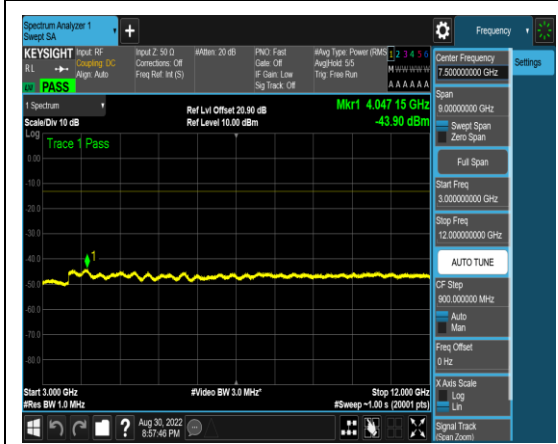 Spectrum Analyzer 1
Swept SA
+
Frequency
KEYSIGHT
Input: RF
Coupling: DC
Align: Auto
Input Z: 50 Ω
Corrections: Off
Freq Ref: Int (S)
#Atten: 20 dB
PNO: Fast
Gate: Off
IF Gain: Low
Sig Track: Off
#Avg Type: Power (RMS)
Avg|Hold: 5/5
Trig: Free Run
1 2 3 4 5 6
M W W W W W
A A A A A A
RL
PASS
1 Spectrum
Scale/Div 10 dB
Ref Lvl Offset 20.90 dB
Ref Level 10.00 dBm
Mkr1 4.047 15 GHz
-43.90 dBm
Log
Trace 1 Pass
0.00
-10.0
-20.0
-30.0
-40.0
-50.0
-60.0
-70.0
-80.0
1
Start 3.000 GHz
#Res BW 1.0 MHz
#Video BW 3.0 MHz*
Stop 12.000 GHz
#Sweep ~1.00 s (20001 pts)
Aug 30, 2022
8:57:46 PM
Center Frequency
7.500000000 GHz
Span
9.00000000 GHz
Swept Span
Zero Span
Full Span
Start Freq
3.000000000 GHz
Stop Freq
12.000000000 GHz
AUTO TUNE
CF Step
900.000000 MHz
Auto
Man
Freq Offset
0 Hz
X Axis Scale
Log
Lin
Signal Track
(Span Zoom)
Settings